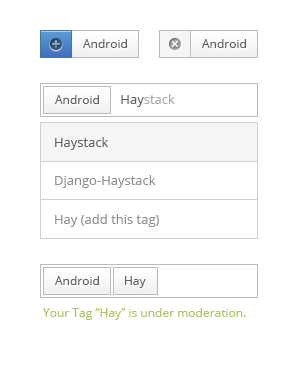 Android Android
Android Haystack
Haystack
Django-Haystack
Hay (add this tag)
Android Hay
Your Tag “Hay” is under moderation.